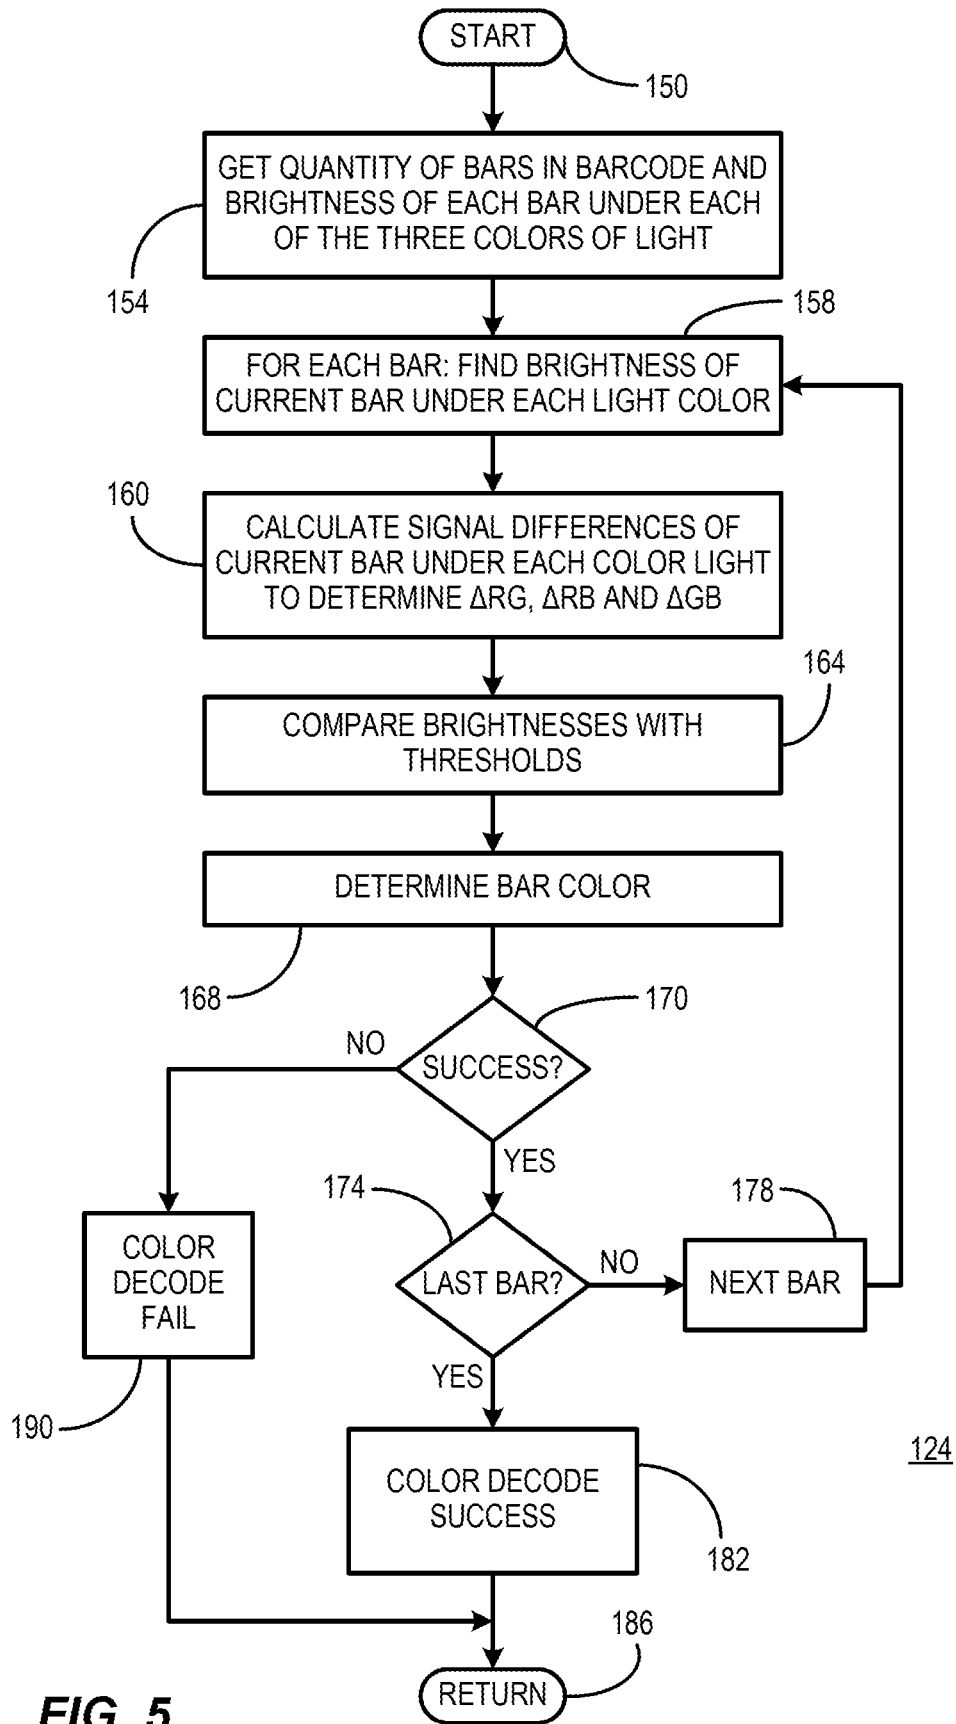 START
150
GET QUANTITY OF BARS IN BARCODE AND
BRIGHTNESS OF EACH BAR UNDER EACH
OF THE THREE COLORS OF LIGHT
154
158
FOR EACH BAR: FIND BRIGHTNESS OF
CURRENT BAR UNDER EACH LIGHT COLOR
160
CALCULATE SIGNAL DIFFERENCES OF
CURRENT BAR UNDER EACH COLOR LIGHT
TO DETERMINE ΔRG, ΔRB AND ΔGB
164
COMPARE BRIGHTNESSES WITH
THRESHOLDS
DETERMINE BAR COLOR
168
170
NO
SUCCESS?
YES
174
178
COLOR
DECODE
FAIL
LAST BAR?
NO
NEXT BAR
YES
190
124
COLOR DECODE
SUCCESS
182
186
RETURN
FIG. 5